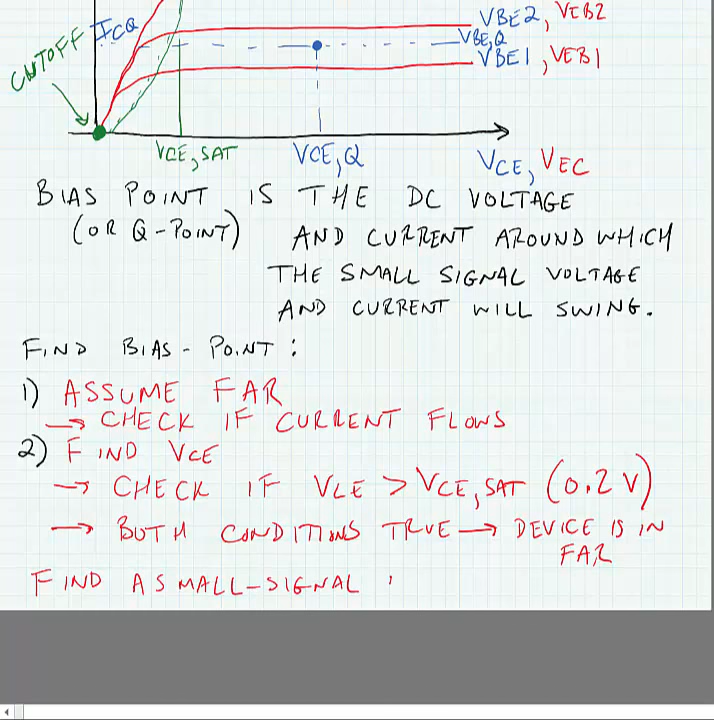 VBE2, VEB2
CUTOFF ICQ
VBE,Q
VBE1, VEB1
VCE, SAT VCE, Q VCE, VEC
BIAS POINT IS THE DC VOLTAGE
(OR Q-POINT) AND CURRENT AROUND WHICH
THE SMALL SIGNAL VOLTAGE
AND CURRENT WILL SWING.
FIND BIAS-POINT:
1) ASSUME FAR
→ CHECK IF CURRENT FLOWS
2) FIND VCE
→ CHECK IF VCE > VCE, SAT (0.2 V)
→ BOTH CONDITIONS TRUE → DEVICE IS IN
FAR
FIND A SMALL-SIGNAL